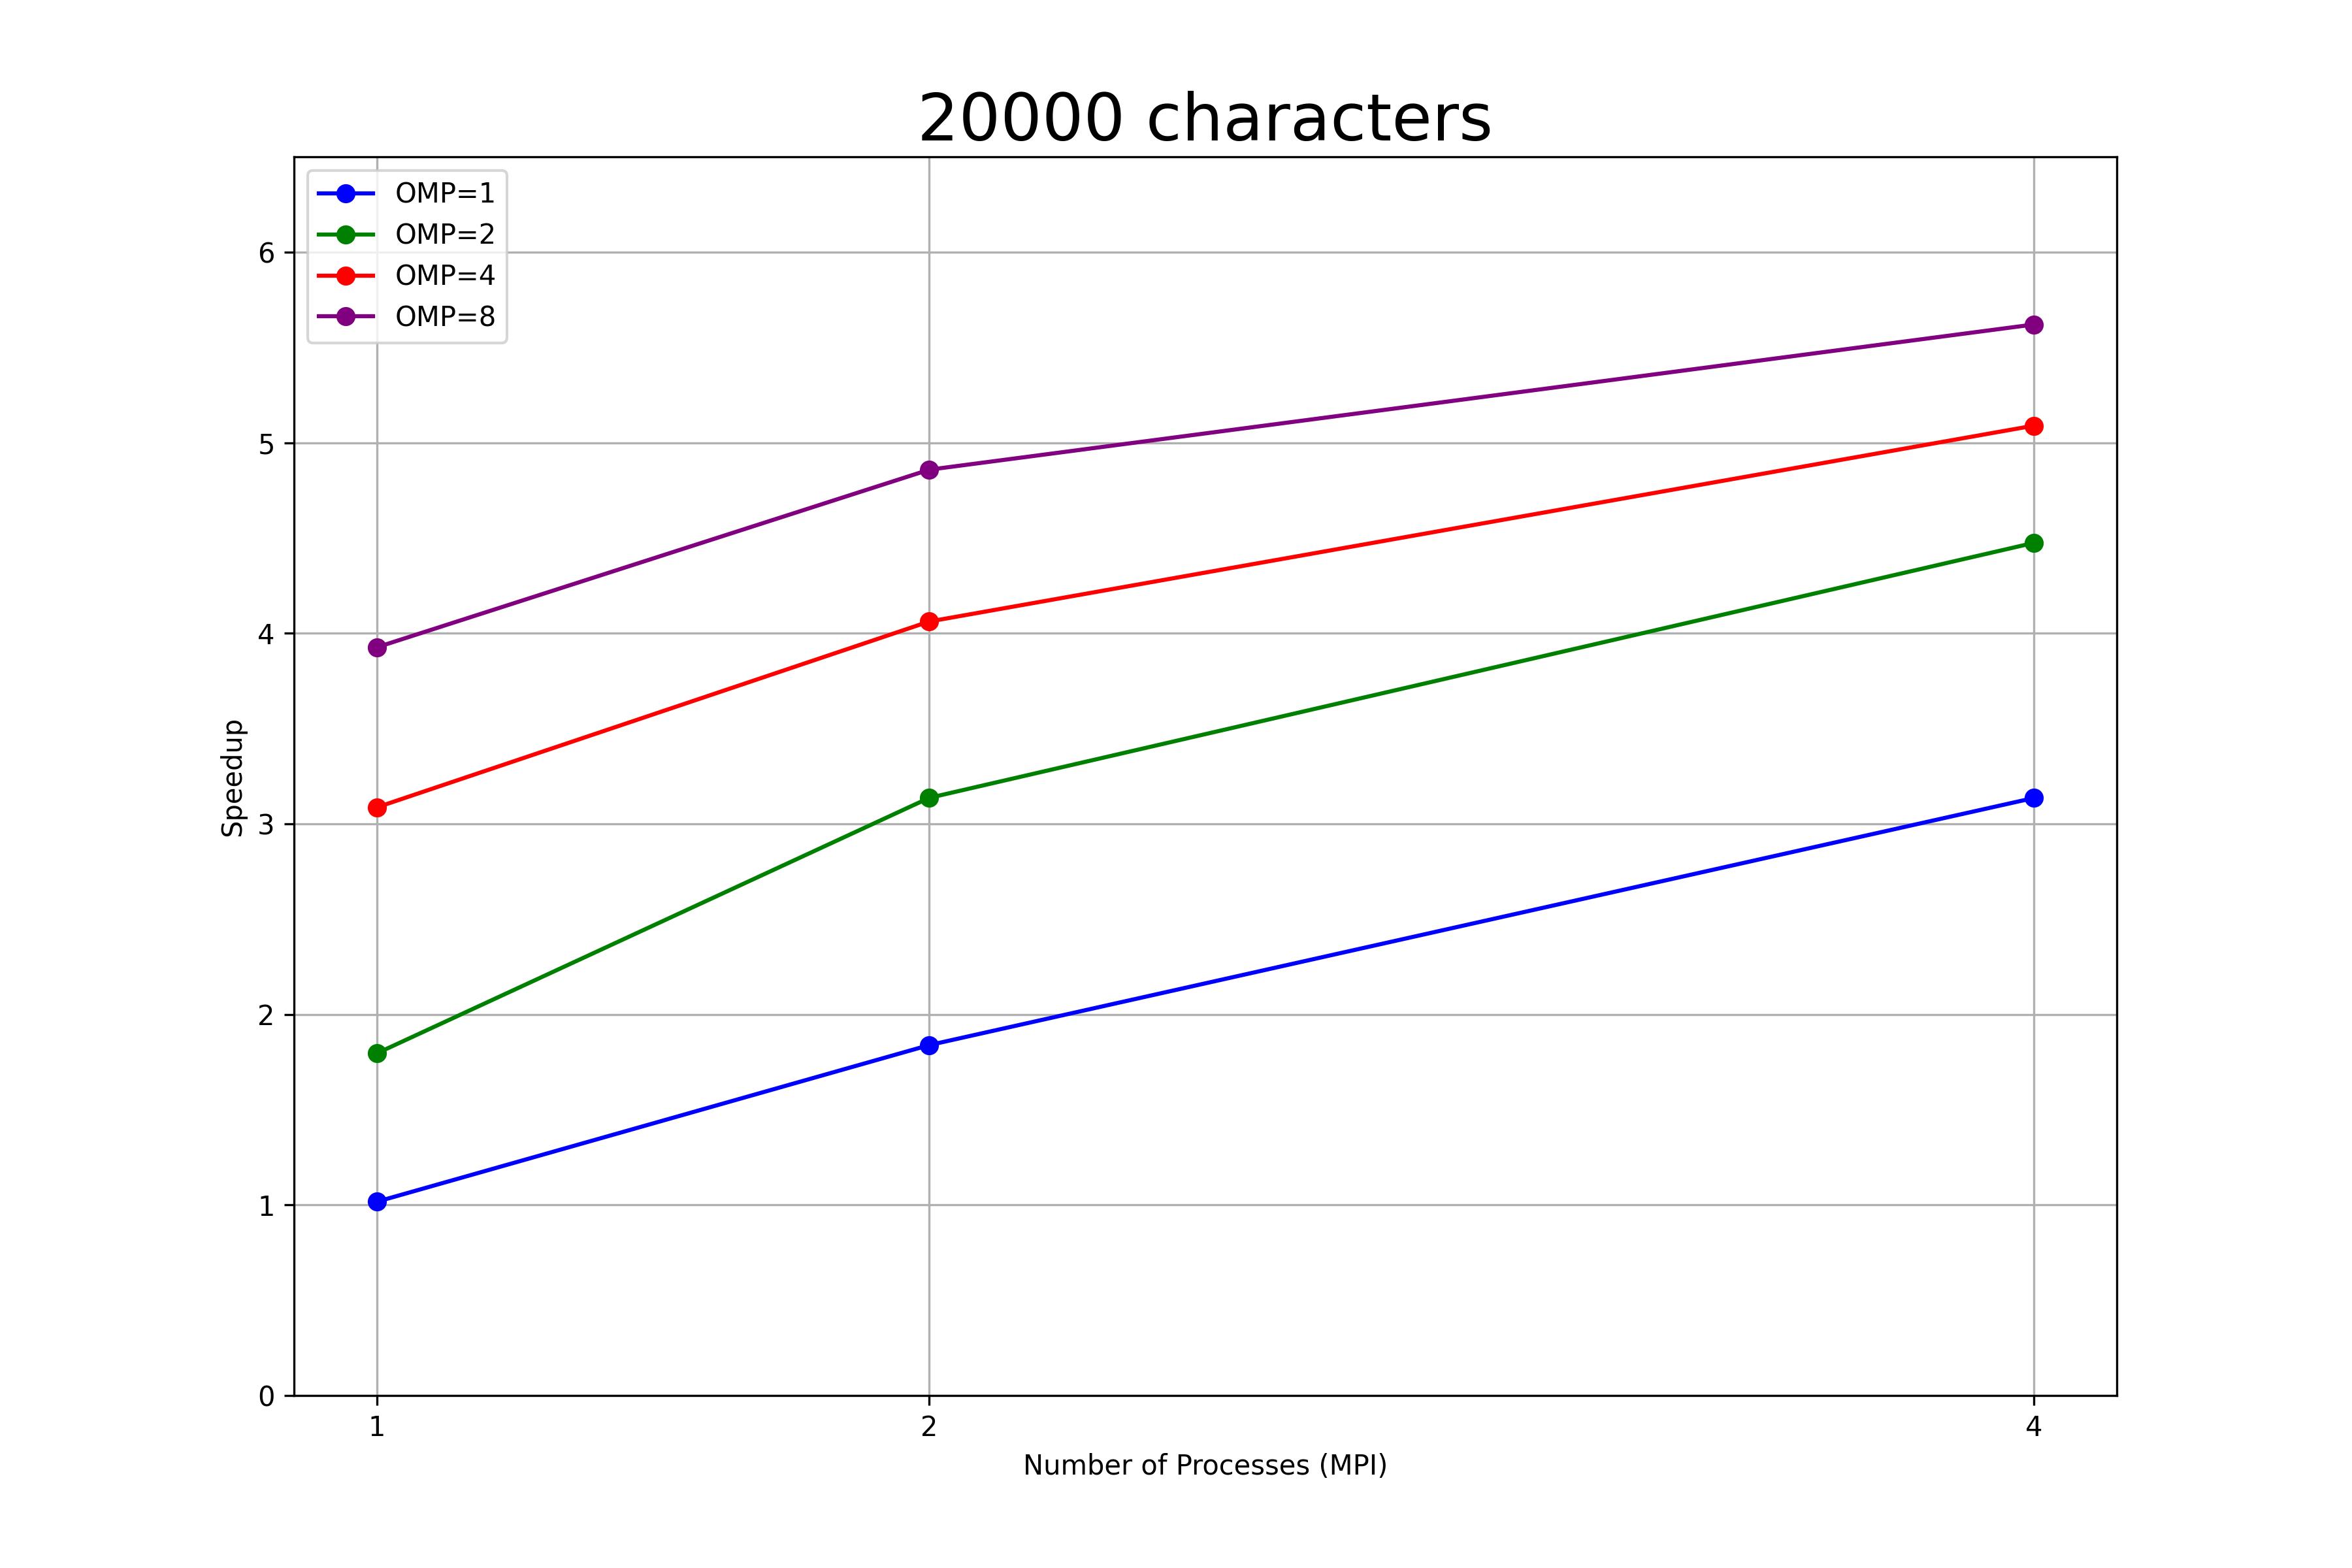 20000 characters
OMP=1
OMP=2
OMP=4
OMP=8
6
5
4
3
2
1
0
Speedup
1 2 4
Number of Processes (MPI)